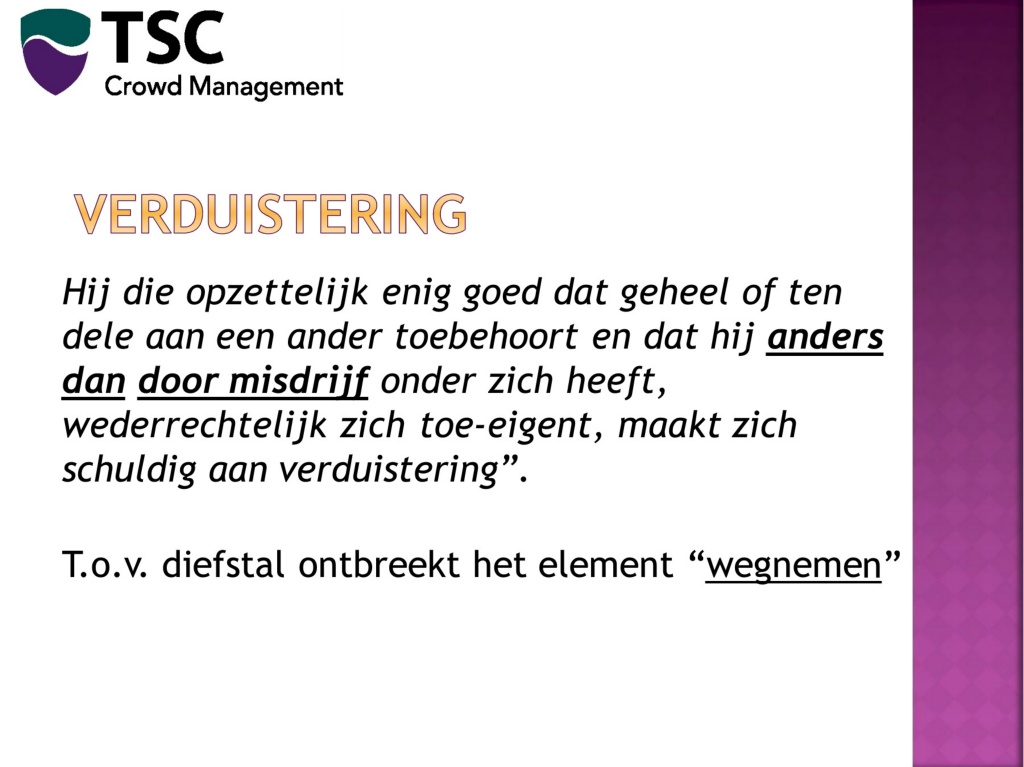 TSC
Crowd Management
VERDUISTERING
Hij die opzettelijk enig goed dat geheel of ten
dele aan een ander toebehoort en dat hij anders
dan door misdrijf onder zich heeft,
wederrechtelijk zich toe-eigent, maakt zich
schuldig aan verduistering”.
T.o.v. diefstal ontbreekt het element “wegnemen”